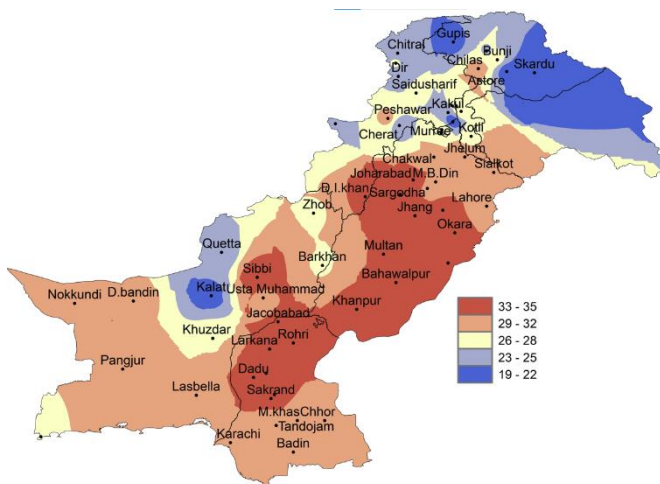 Gupis
Chitral
Bunji
Chilas
Skardu
Dir
Astore
Saidusharif
Peshawar
Kakul
Cherat
Murree
Kotli
Jhelum
Chakwal
Sialkot
Joharabad
M.B.Din
D.I.khan
Sargodha
Lahore
Zhob
Jhang
Okara
Quetta
Multan
Barkhan
Sibbi
Bahawalpur
Kalat
Usta Muhammad
Nokkundi
D.bandin
Khanpur
Jacobabad
Khuzdar
Larkana
Rohri
Pangjur
Dadu
Lasbella
Sakrand
M.khas
Chhor
Tandojam
Karachi
Badin
33 - 35
29 - 32
26 - 28
23 - 25
19 - 22